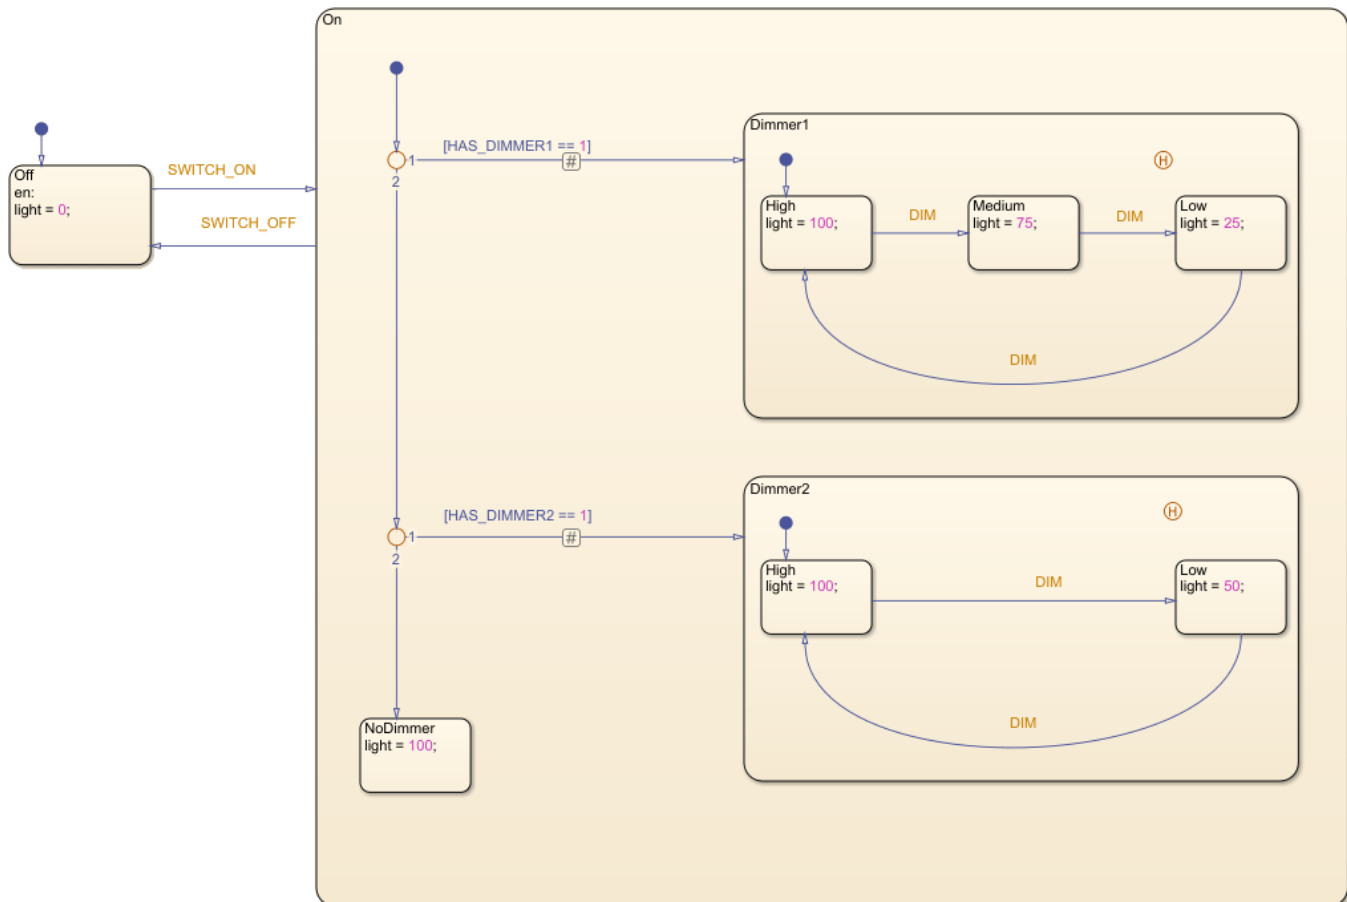 On
Off
en:
light = 0;
SWITCH_ON
SWITCH_OFF
1
[HAS_DIMMER1 == 1]
#
2
Dimmer1
H
High
light = 100;
DIM
Medium
light = 75;
DIM
Low
light = 25;
DIM
1
[HAS_DIMMER2 == 1]
#
2
Dimmer2
H
High
light = 100;
DIM
Low
light = 50;
DIM
NoDimmer
light = 100;